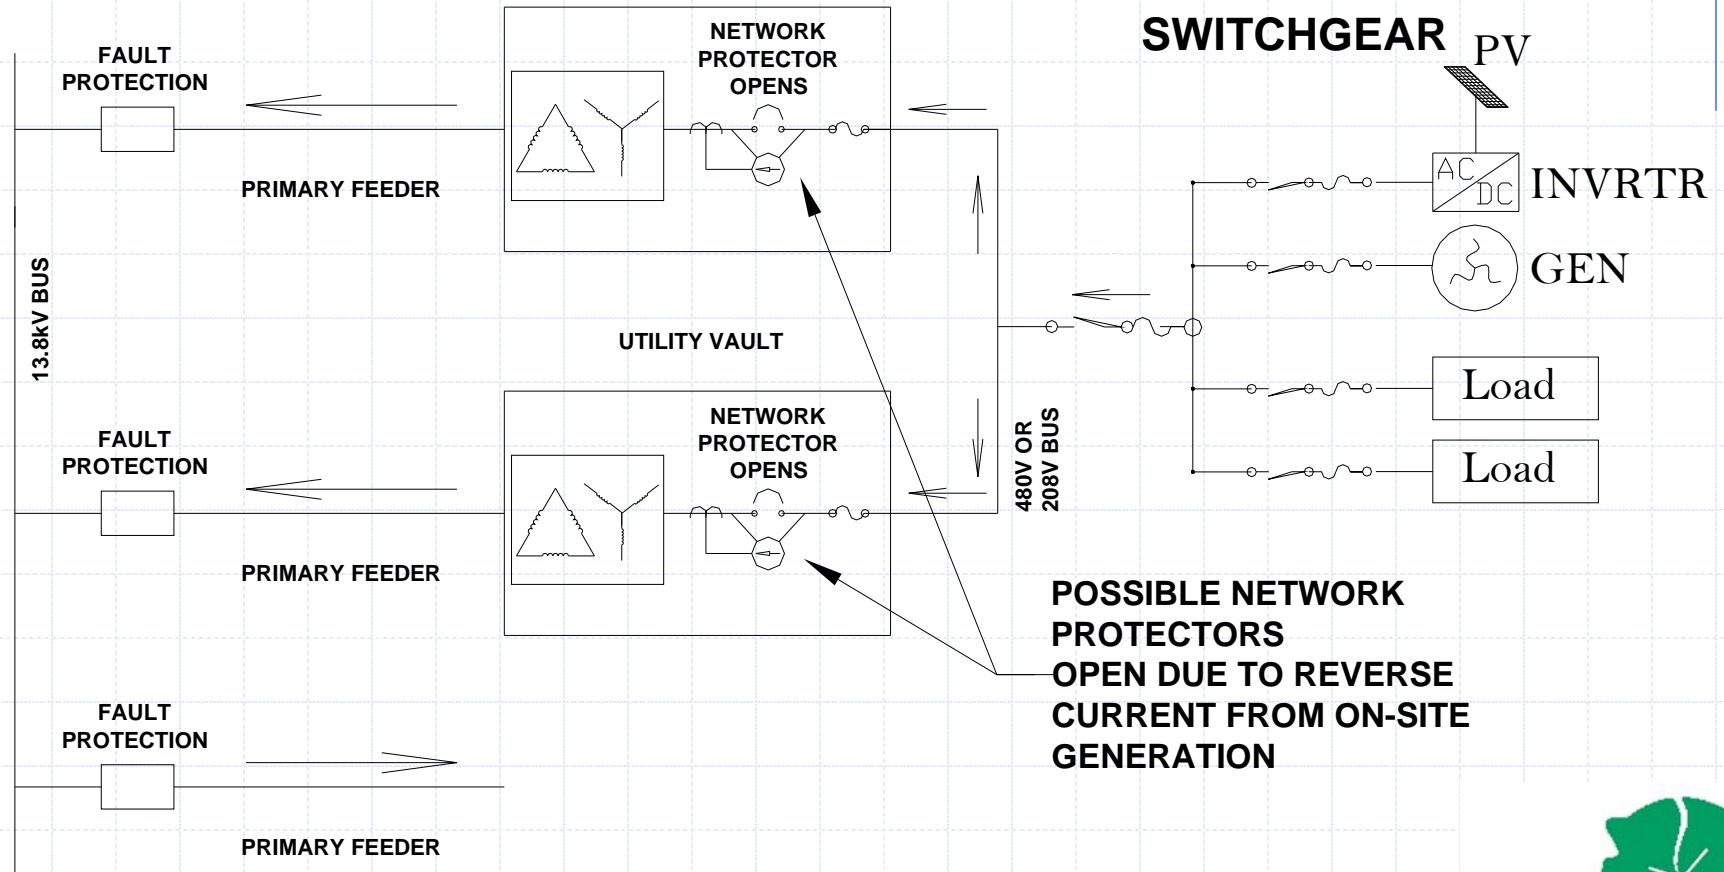 SWITCHGEAR
PV
FAULT
PROTECTION
NETWORK
PROTECTOR
OPENS
PRIMARY FEEDER
AC
DC
INVRTR
GEN
13.8kV BUS
UTILITY VAULT
FAULT
PROTECTION
NETWORK
PROTECTOR
OPENS
480V OR
208V BUS
Load
Load
PRIMARY FEEDER
POSSIBLE NETWORK
PROTECTORS
OPEN DUE TO REVERSE
CURRENT FROM ON-SITE
GENERATION
FAULT
PROTECTION
PRIMARY FEEDER